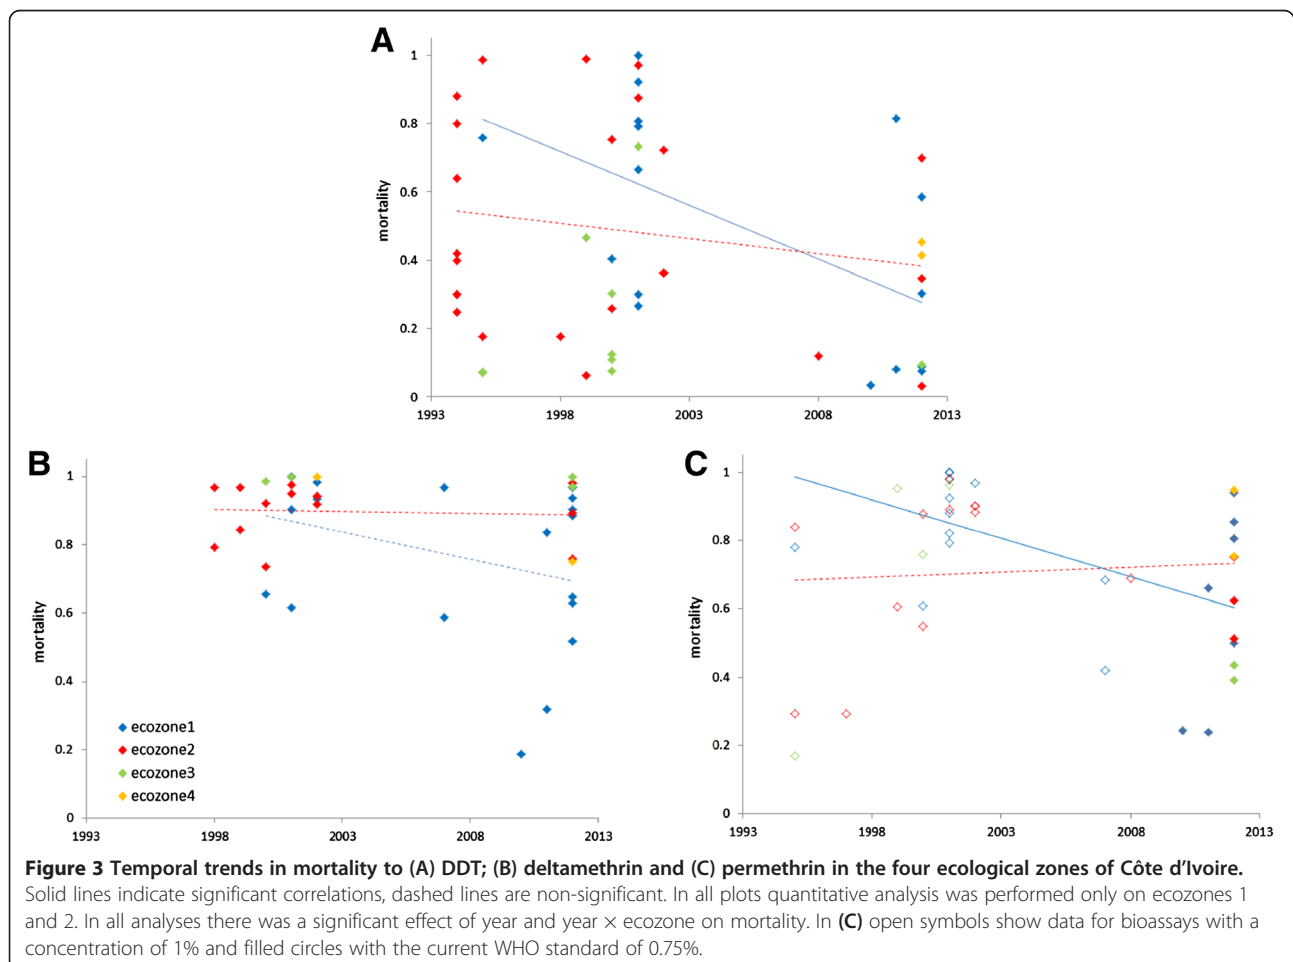 A
1
0.8
0.6
0.4
0.2
0
mortality
1993 1998 2003 2008 2013
B
1
0.8
0.6
0.4
0.2
0
mortality
ecozone1
ecozone2
ecozone3
ecozone4
1993 1998 2003 2008 2013
C
1
0.8
0.6
0.4
0.2
0
mortality
1993 1998 2003 2008 2013
Figure 3 Temporal trends in mortality to (A) DDT; (B) deltamethrin and (C) permethrin in the four ecological zones of Côte d'Ivoire.
Solid lines indicate significant correlations, dashed lines are non-significant. In all plots quantitative analysis was performed only on ecozones 1
and 2. In all analyses there was a significant effect of year and year × ecozone on mortality. In (C) open symbols show data for bioassays with a
concentration of 1% and filled circles with the current WHO standard of 0.75%.